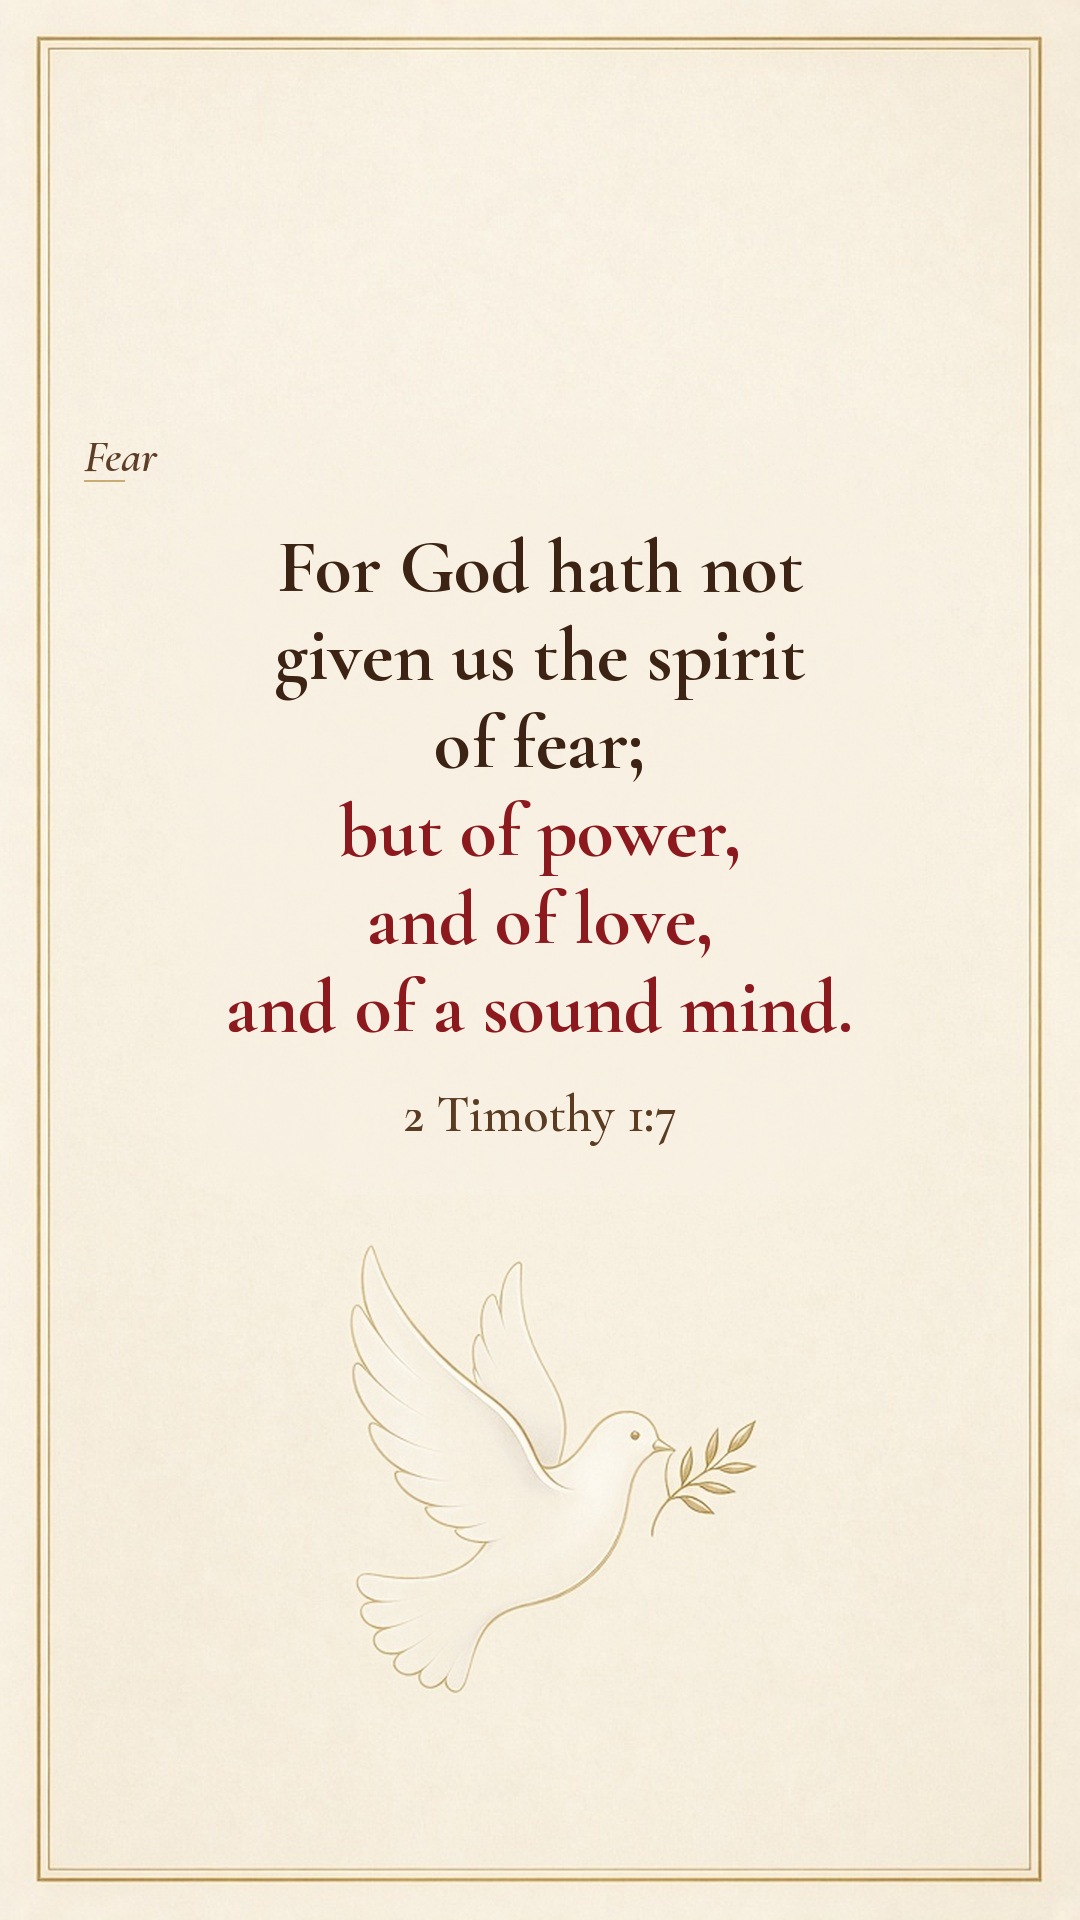 Fear
For God hath not
given us the spirit
of fear;
but of power,
and of love,
and of a sound mind.
2 Timothy 1:7